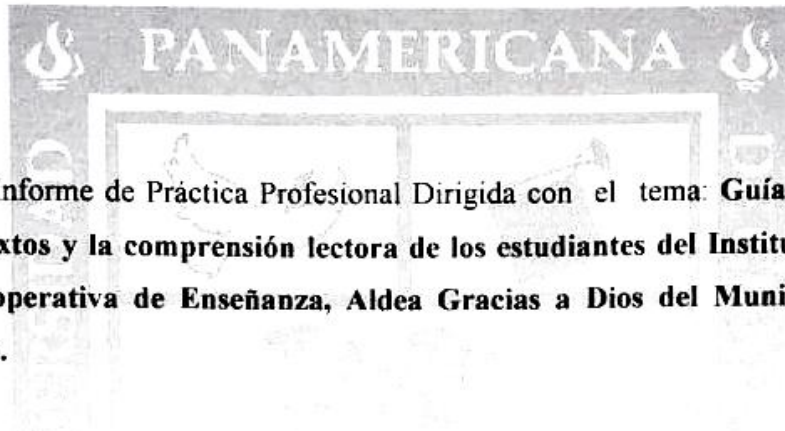 PANAMERICANA
nforme de Práctica Profesional Dirigida con el tema: Guía
xtos y la comprensión lectora de los estudiantes del Institu
operativa de Enseñanza, Aldea Gracias a Dios del Muni
.